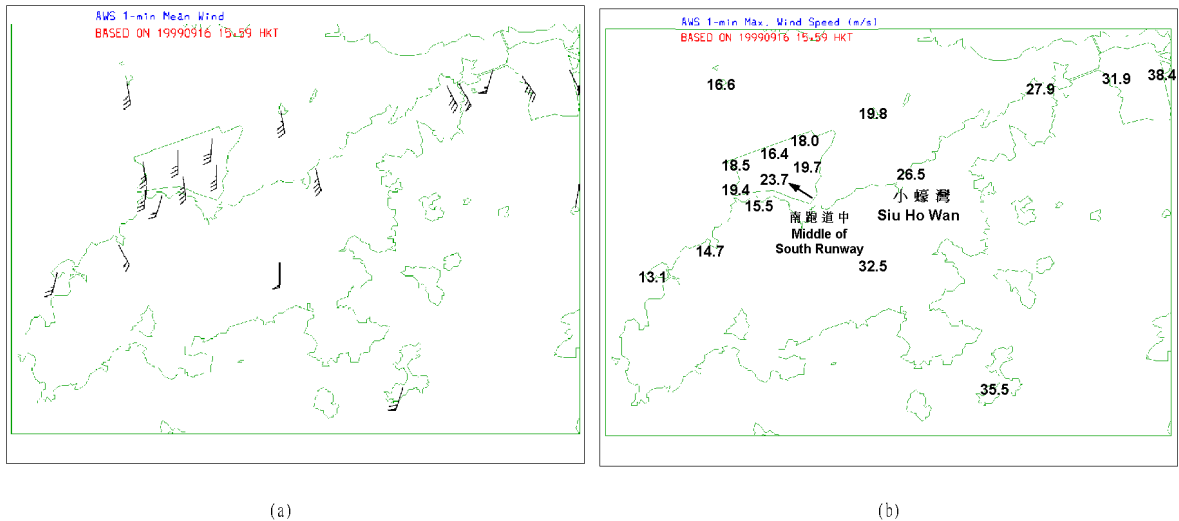 AWS 1-min Mean Wind
BASED ON 19990916 15:59 HKT
AWS 1-min Max. Wind Speed (m/s)
BASED ON 19990916 15:59 HKT
38.4
31.9
16.6
27.9
19.8
18.0
16.4
18.5
19.7
26.5
23.7
19.4
15.5
小蠔灣
Siu Ho Wan
南跑道中
Middle of
South Runway
14.7
32.5
13.1
35.5
(a)
(b)